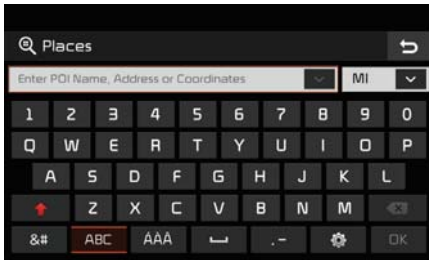 Places
Enter POI Name, Address or Coordinates MI
1 2 3 4 5 6 7 8 9 0
Q W E R T Y U I O P
A S D F G H J K L
Z X C V B N M
&# ABC ÁÀÂ .- OK